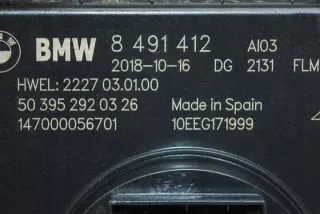 BMW 8 491 412 AI03
2018-10-16 DG 2131 FLM
HWEL: 2227 03.01.00
50 395 292 03 26 Made in Spain
147000056701 10EEG171999